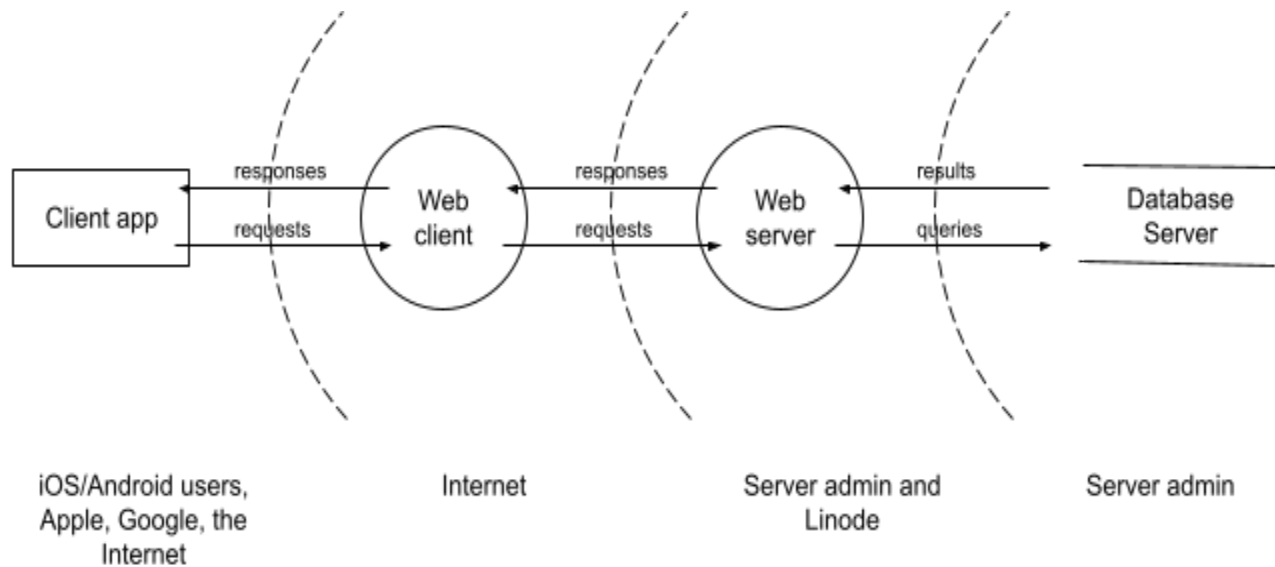 responses
responses
results
Client app
Web
client
Web
server
Database
Server
requests
requests
queries
iOS/Android users,
Apple, Google, the
Internet
Internet
Server admin and
Linode
Server admin